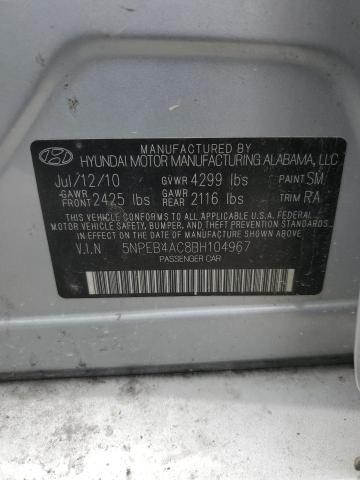 MANUFACTURED BY
HYUNDAI MOTOR MANUFACTURING ALABAMA, LLC
Jul/12/10 GVWR 4299 lbs PAINT SM
GAWR FRONT 2425 lbs GAWR REAR 2116 lbs TRIM RA
THIS VEHICLE CONFORMS TO ALL APPLICABLE U.S.A. FEDERAL
MOTOR VEHICLE SAFETY, BUMPER, AND THEFT PREVENTION
STANDARDS IN EFFECT ON THE DATE OF MANUFACTURE SHOWN ABOVE.
V.I.N 5NPEB4AC8BH104967
PASSENGER CAR